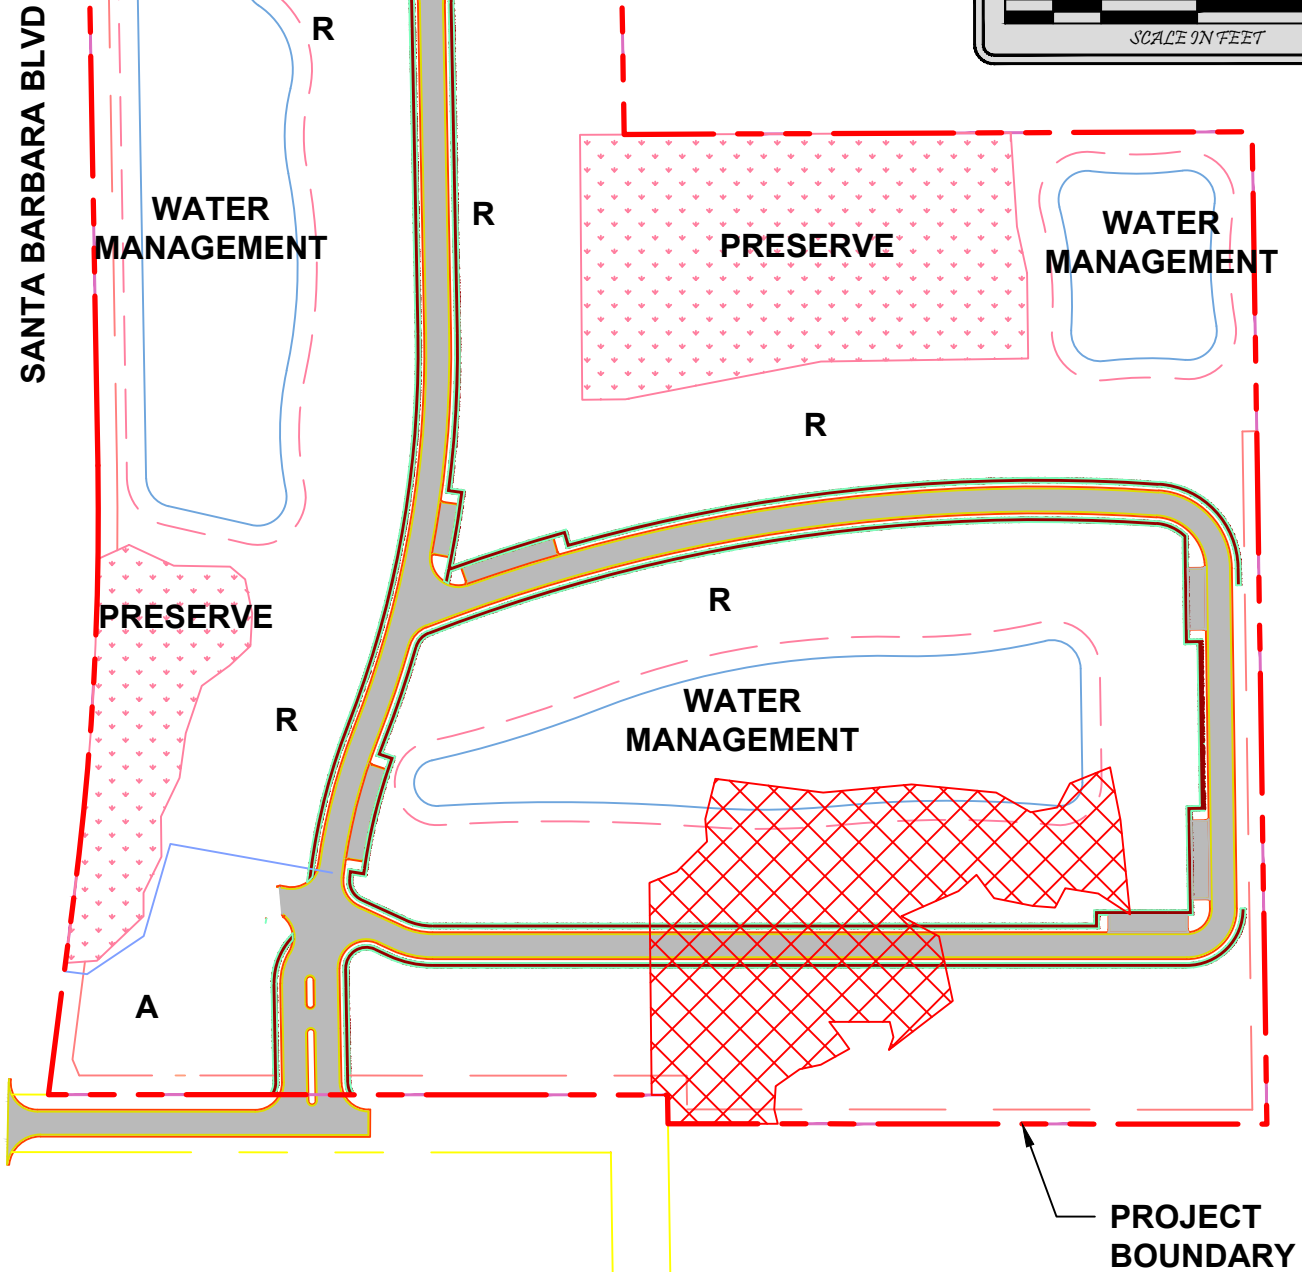 SANTA BARBARA BLVD
R
SCALE IN FEET
WATER
MANAGEMENT
R
PRESERVE
WATER
MANAGEMENT
R
PRESERVE
R
R
WATER
MANAGEMENT
A
PROJECT
BOUNDARY